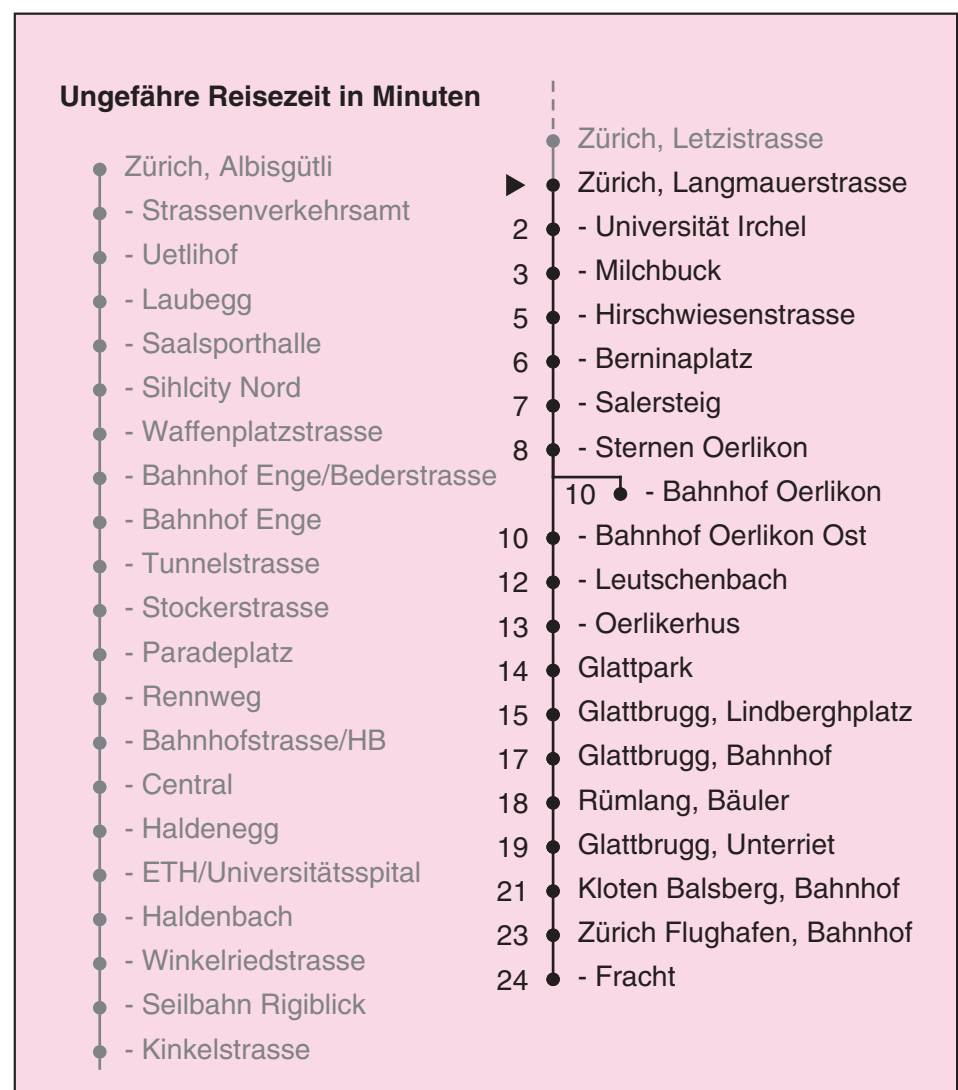 Ungefähre Reisezeit in Minuten
Zürich, Albisgütli
- Strassenverkehrsamt
- Uetlihof
- Laubegg
- Saalsporthalle
- Sihlcity Nord
- Waffenplatzstrasse
- Bahnhof Enge/Bederstrasse
- Bahnhof Enge
- Tunnelstrasse
- Stockerstrasse
- Paradeplatz
- Rennweg
- Bahnhofstrasse/HB
- Central
- Haldenegg
- ETH/Universitätsspital
- Haldenbach
- Winkelriedstrasse
- Seilbahn Rigiblick
- Kinkelstrasse
Zürich, Letzistrasse
Zürich, Langmauerstrasse
2 - Universität Irchel
3 - Milchbuck
5 - Hirschwiesenstrasse
6 - Berninaplatz
7 - Salersteig
8 - Sternen Oerlikon
10 - Bahnhof Oerlikon
10 - Bahnhof Oerlikon Ost
12 - Leutschenbach
13 - Oerlikerhus
14 Glattpark
15 Glattbrugg, Lindberghplatz
17 Glattbrugg, Bahnhof
18 Rümlang, Bäuler
19 Glattbrugg, Unterriet
21 Kloten Balsberg, Bahnhof
23 Zürich Flughafen, Bahnhof
24 - Fracht